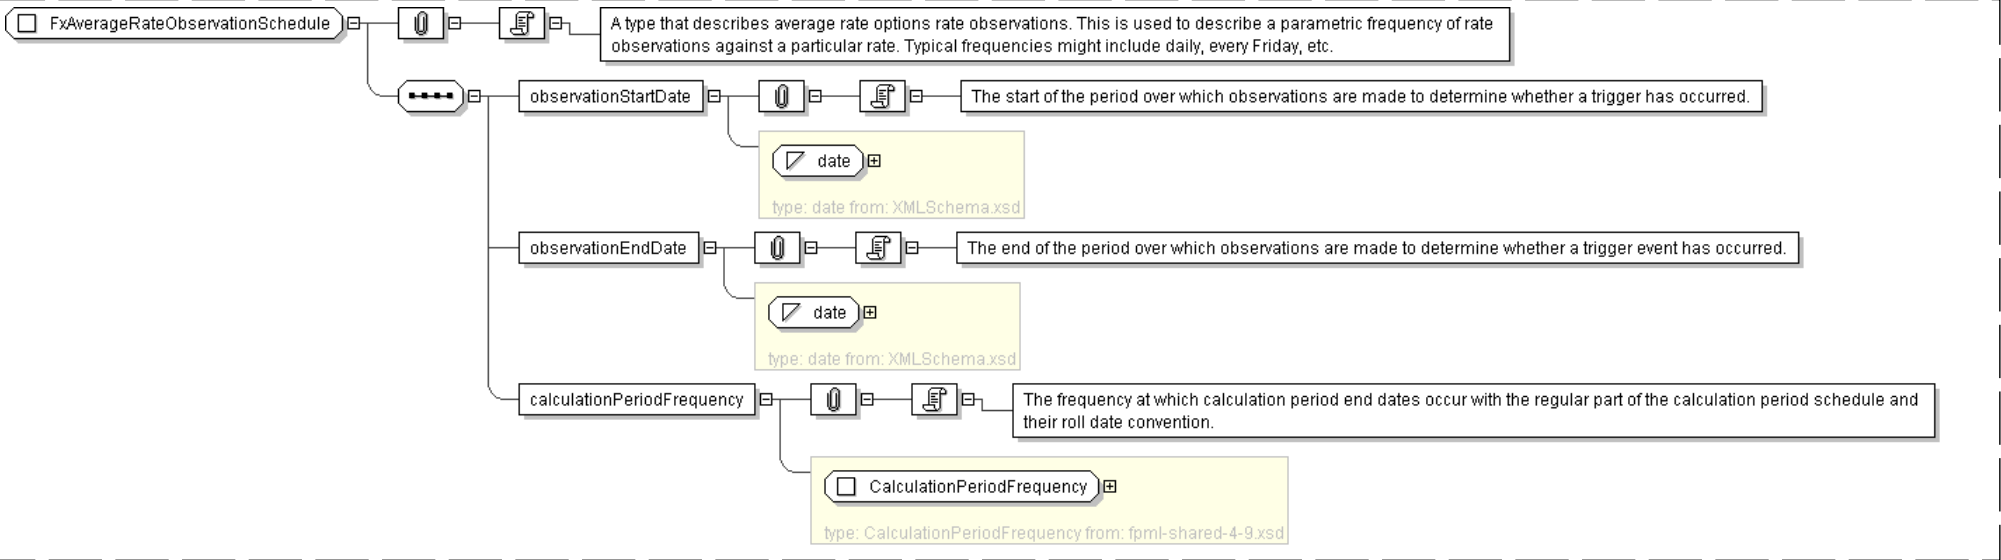 FxAverageRateObservationSchedule
A type that describes average rate options rate observations. This is used to describe a parametric frequency of rate
observations against a particular rate. Typical frequencies might include daily, every Friday, etc.
observationStartDate
The start of the period over which observations are made to determine whether a trigger has occurred.
date
type: date from: XMLSchema.xsd
observationEndDate
The end of the period over which observations are made to determine whether a trigger event has occurred.
date
type: date from: XMLSchema.xsd
calculationPeriodFrequency
The frequency at which calculation period end dates occur with the regular part of the calculation period schedule and
their roll date convention.
CalculationPeriodFrequency
type: CalculationPeriodFrequency from: fpml-shared-4-9.xsd